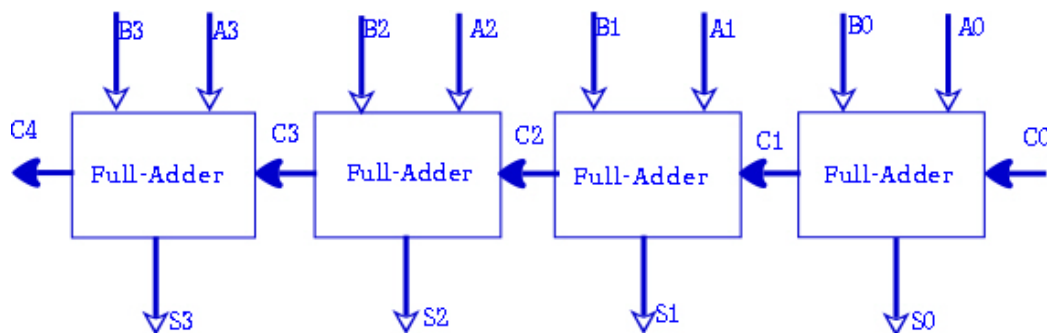 B3 A3 B2 A2 B1 A1 B0 A0
C4 C3 C2 C1 C0
Full-Adder Full-Adder Full-Adder Full-Adder
S3 S2 S1 S0